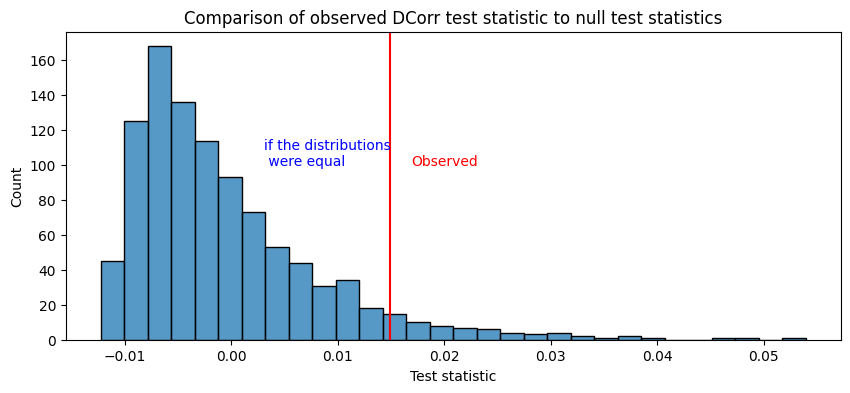 Comparison of observed DCorr test statistic to null test statistics
160
140
120
100
80
60
40
20
0
Count
if the distributions
were equal
Observed
−0.01
0.00
0.01
0.02
0.03
0.04
0.05
Test statistic